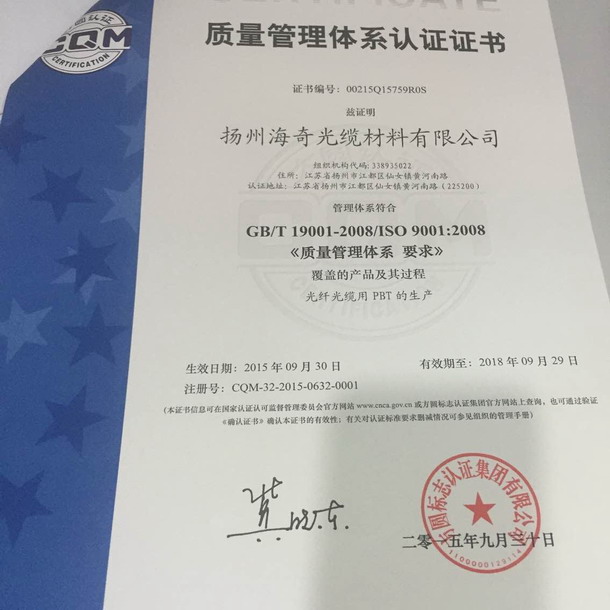 CERTIFICATE
方圆认证
CQM
CERTIFICATION
质量管理体系认证证书
证书编号：00215Q15759R0S
兹证明
扬州海奇光缆材料有限公司
组织机构代码：338935022
住所：江苏省扬州市江都区仙女镇黄河南路
认证地址：江苏省扬州市江都区仙女镇黄河南路（225200）
管理体系符合
GB/T 19001-2008/ISO 9001:2008
《质量管理体系 要求》
覆盖的产品及其过程
光纤光缆用 PBT 的生产
生效日期：2015 年 09 月 30 日
有效期至：2018 年 09 月 29 日
注册号：CQM-32-2015-0632-0001
(本证书信息可在国家认证认可监督管理委员会官方网站 www.cnca.gov.cn 或方圆标志认证集团官方网站上查询，也可通过验证
《确认证书》确认本证书的有效性；有关对认证标准要求删减情况可参见组织的管理手册)
方圆标志认证集团有限公司
二〇一五年九月三十日